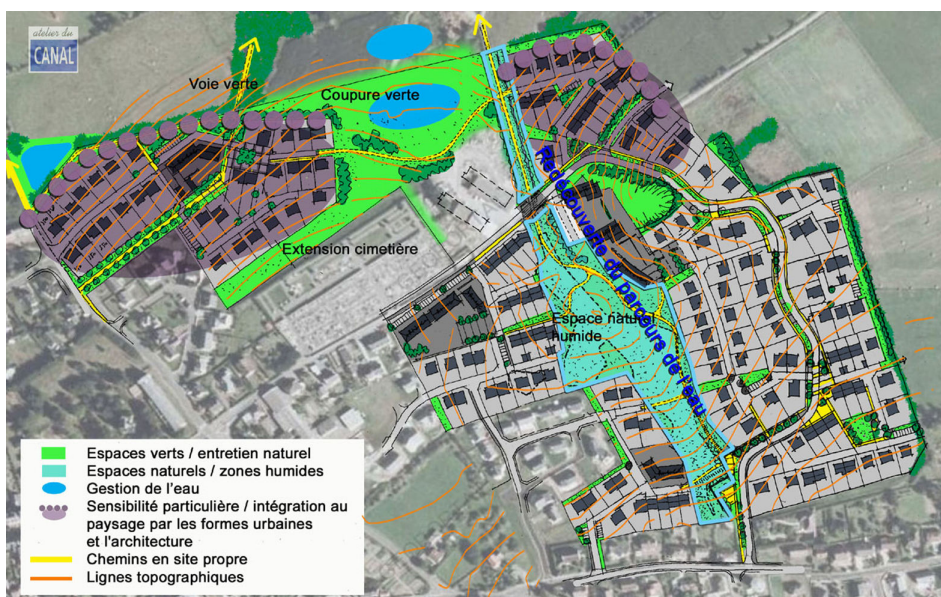 atelier du
CANAL
Voie verte
Coupure verte
Redécouverte du parcours de l'eau
Extension cimetière
Espace naturel
humide
Espaces verts / entretien naturel
Espaces naturels / zones humides
Gestion de l'eau
Sensibilité particulière / intégration au
paysage par les formes urbaines
et l'architecture
Chemins en site propre
Lignes topographiques